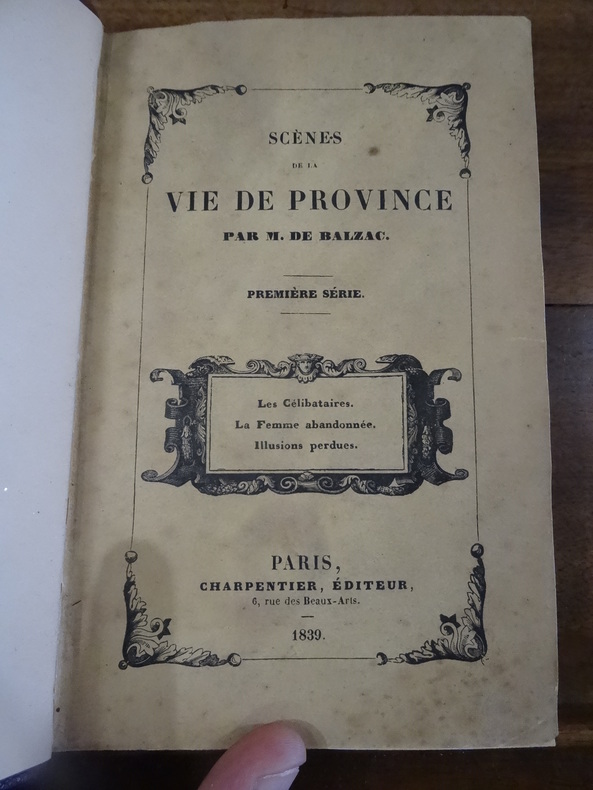 SCÈNES
DE LA
VIE DE PROVINCE
PAR M. DE BALZAC.
PREMIÈRE SÉRIE.
Les Célibataires.
La Femme abandonnée.
Illusions perdues.
PARIS,
CHARPENTIER, ÉDITEUR,
6, rue des Beaux-Arts.
1839.